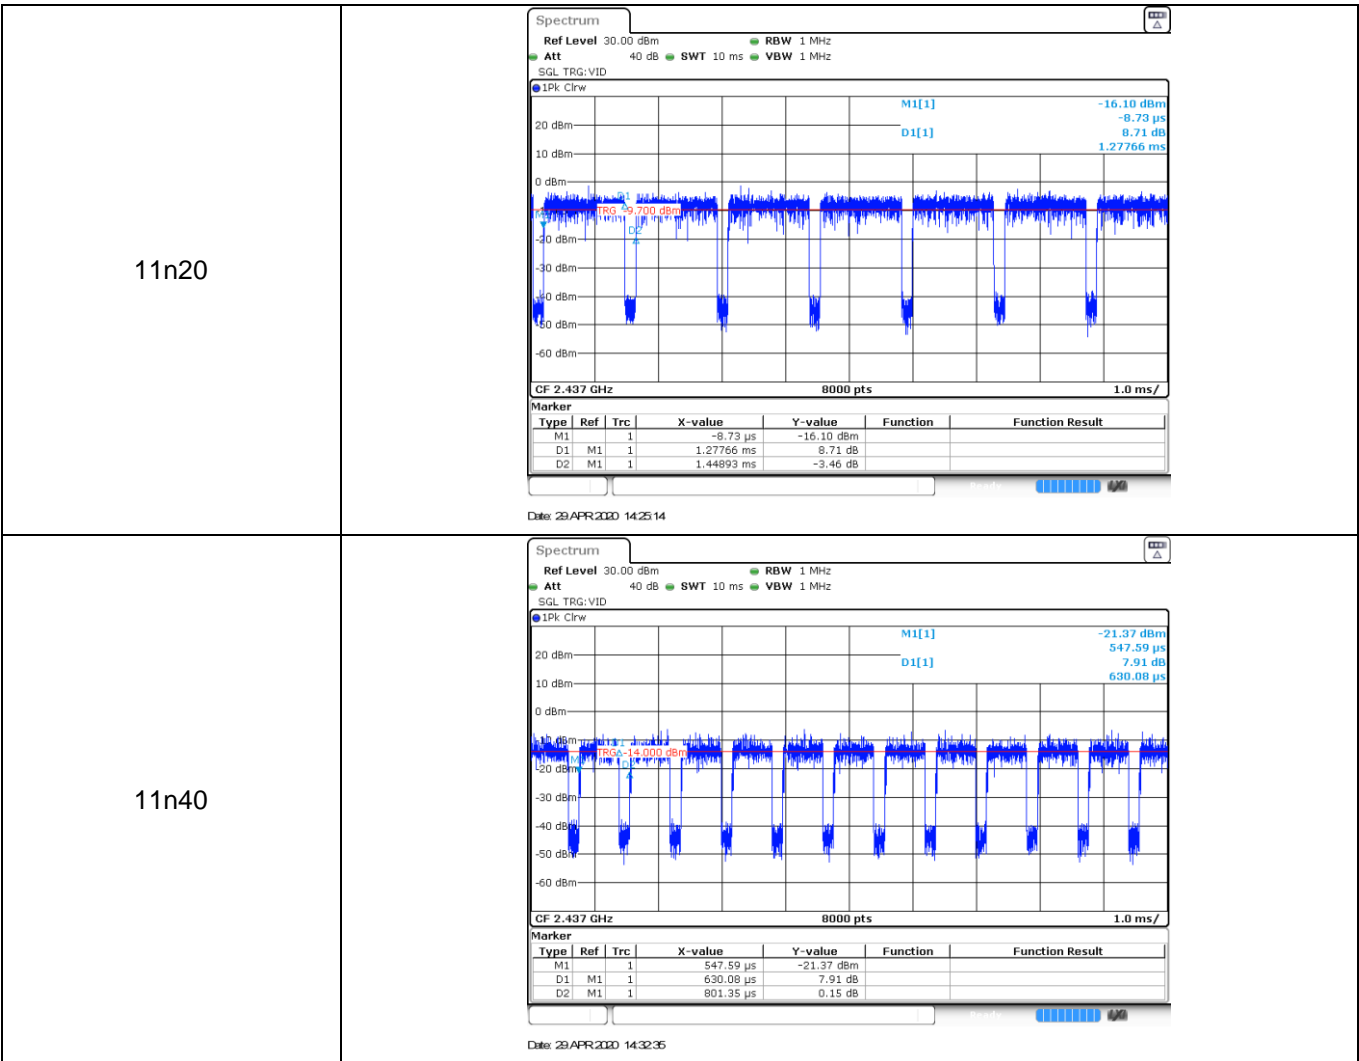 11n20
Spectrum
Ref Level 30.00 dBm RBW 1 MHz
Att 40 dB SWT 10 ms VBW 1 MHz
SGL TRG:VID
1Pk Clrw
M1[1] -16.10 dBm
-8.73 µs
20 dBm
D1[1] 8.71 dB
1.27766 ms
10 dBm
0 dBm
D1
TRG -9.700 dBm
D2
-20 dBm
-30 dBm
-40 dBm
-50 dBm
-60 dBm
CF 2.437 GHz 8000 pts 1.0 ms/
Marker
Type Ref Trc X-value Y-value Function Function Result
M1 1 -8.73 µs -16.10 dBm
D1 M1 1 1.27766 ms 8.71 dB
D2 M1 1 1.44893 ms -3.46 dB
Ready
Date: 29.APR.2020 14:25:14
11n40
Spectrum
Ref Level 30.00 dBm RBW 1 MHz
Att 40 dB SWT 10 ms VBW 1 MHz
SGL TRG:VID
1Pk Clrw
M1[1] -21.37 dBm
547.59 µs
20 dBm
D1[1] 7.91 dB
630.08 µs
10 dBm
0 dBm
-10 dBm
TRG -14.000 dBm
-20 dBm
-30 dBm
-40 dBm
-50 dBm
-60 dBm
CF 2.437 GHz 8000 pts 1.0 ms/
Marker
Type Ref Trc X-value Y-value Function Function Result
M1 1 547.59 µs -21.37 dBm
D1 M1 1 630.08 µs 7.91 dB
D2 M1 1 801.35 µs 0.15 dB
Ready
Date: 29.APR.2020 14:32:35